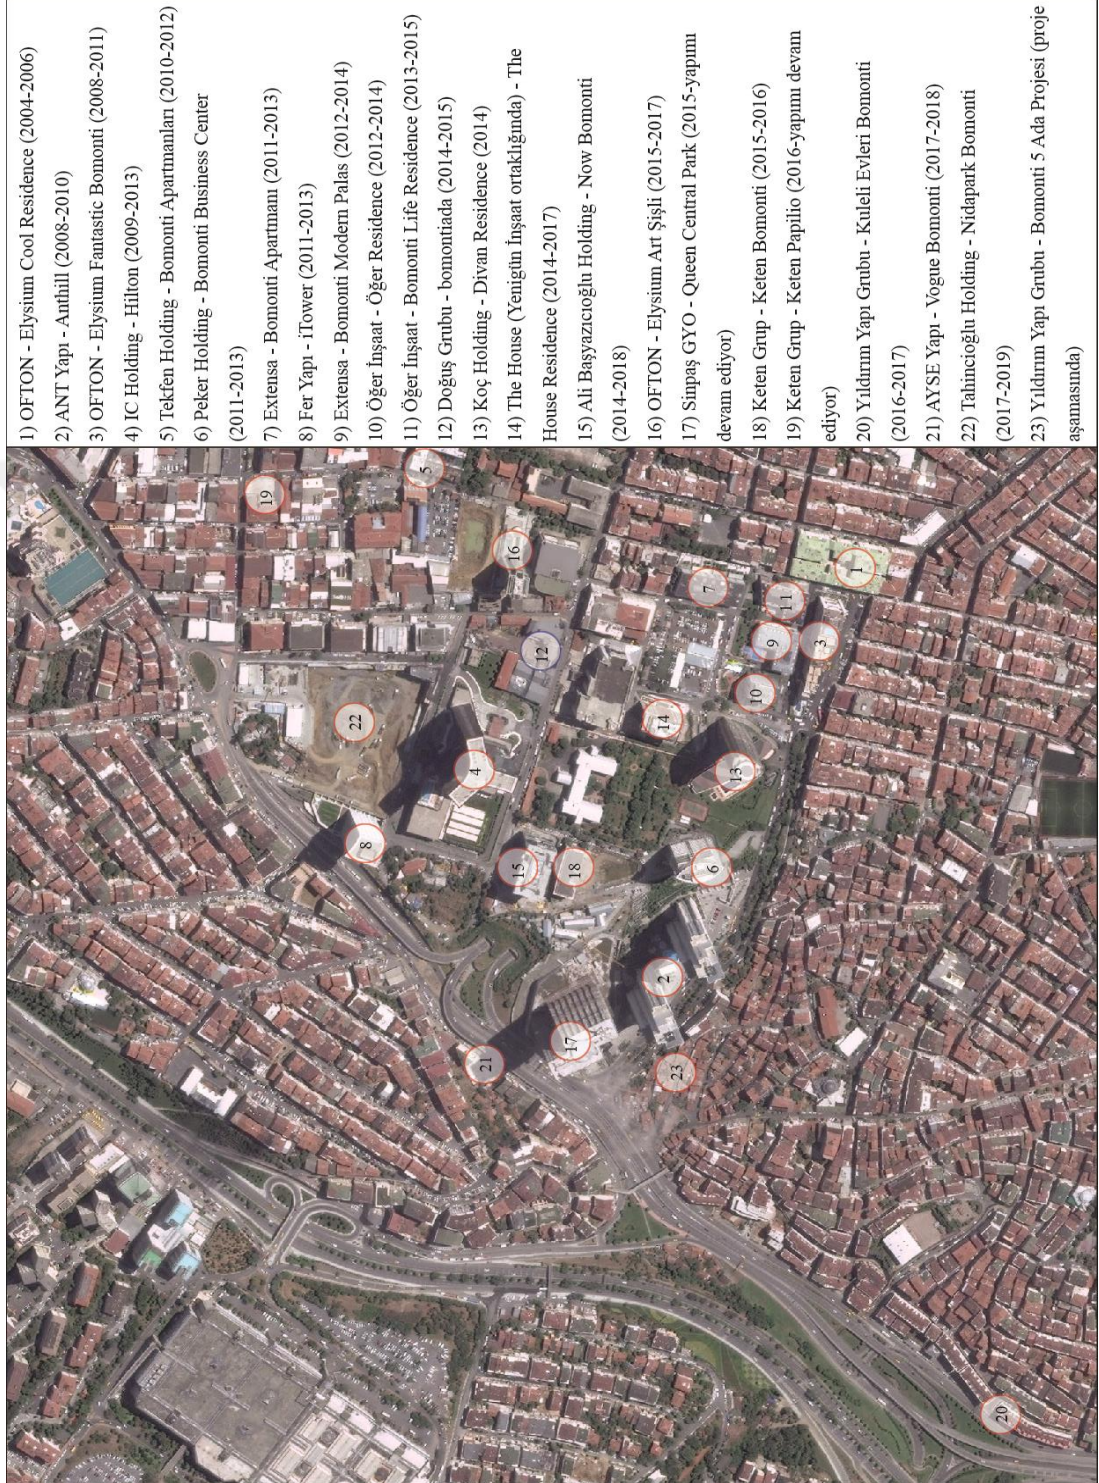 1) OFTON - Elysium Cool Residence (2004-2006)
2) ANT Yapı - Anthill (2008-2010)
3) OFTON - Elysium Fantastic Bomonti (2008-2011)
4) IC Holding - Hilton (2009-2013)
5) Tekfen Holding - Bomonti Apartmanları (2010-2012)
6) Peker Holding - Bomonti Business Center
(2011-2013)
7) Extensa - Bomonti Apartmanı (2011-2013)
8) Fer Yapı - iTower (2011-2013)
9) Extensa - Bomonti Modern Palas (2012-2014)
10) Öğer İnşaat - Öğer Residence (2012-2014)
11) Öğer İnşaat - Bomonti Life Residence (2013-2015)
12) Doğuş Grubu - bomontiada (2014-2015)
13) Koç Holding - Divan Residence (2014)
14) The House (Yenigün İnşaat ortaklığında) - The
House Residence (2014-2017)
15) Ali Başyazıcıoğlu Holding - Now Bomonti
(2014-2018)
16) OFTON - Elysium Art Şişli (2015-2017)
17) Sinpaş GYO - Queen Central Park (2015-yapımı
devam ediyor)
18) Keten Grup - Keten Bomonti (2015-2016)
19) Keten Grup - Keten Papilio (2016-yapımı devam
ediyor)
20) Yıldırım Yapı Grubu - Kuleli Evleri Bomonti
(2016-2017)
21) AYSE Yapı - Vogue Bomonti (2017-2018)
22) Tahincioğlu Holding - Nidapark Bomonti
(2017-2019)
23) Yıldırım Yapı Grubu - Bomonti 5 Ada Projesi (proje
aşamasında)
19
5
16
22
12
7
11
1
9
3
10
14
4
13
8
15
18
6
2
17
21
23
20